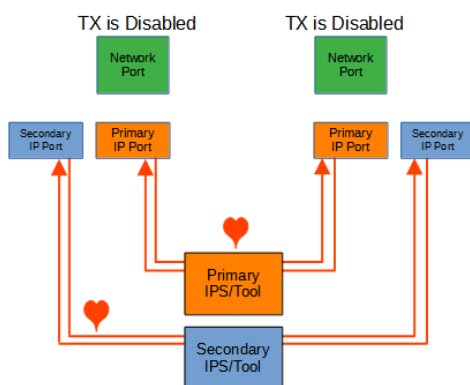 TX is Disabled
TX is Disabled
Network
Port
Network
Port
Secondary
IP Port
Primary
IP Port
Primary
IP Port
Secondary
IP Port
Primary
IPS/Tool
Secondary
IPS/Tool